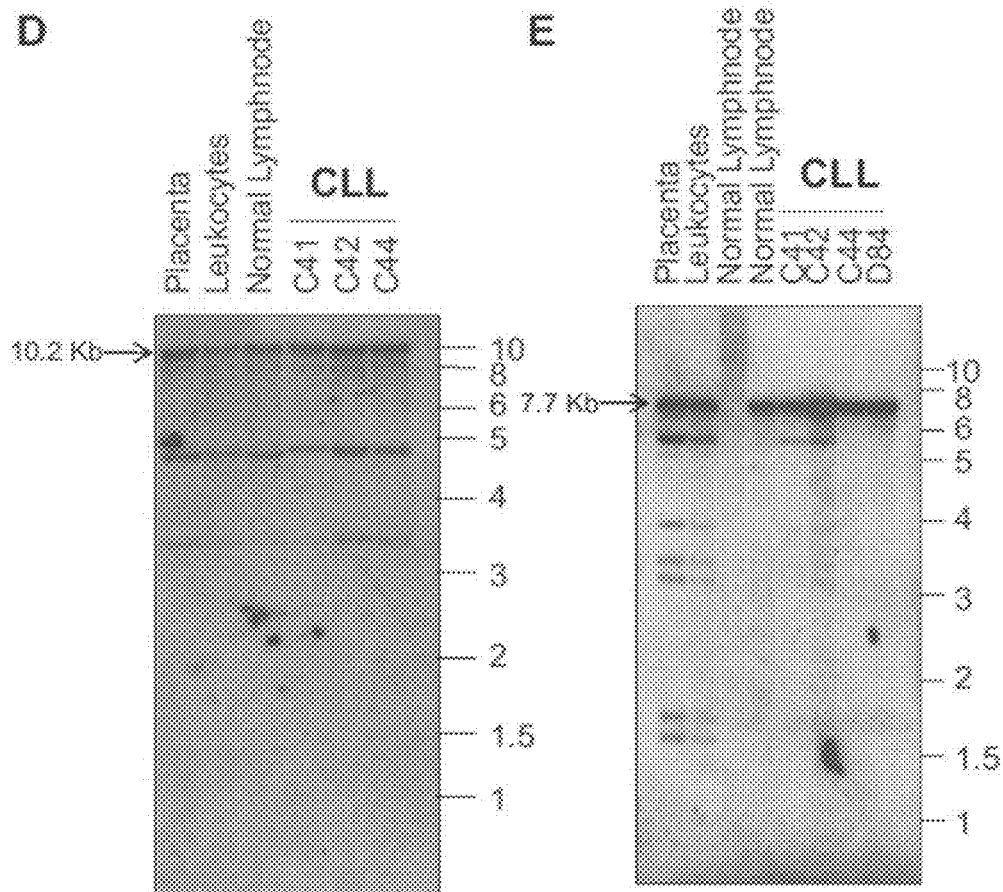 D
Placenta
Leukocytes
Normal Lymphnode
CLL
C41
C42
C44
10.2 Kb
10
8
6
5
4
3
2
1.5
1
E
Placenta
Leukocytes
Normal Lymphnode
Normal Lymphnode
CLL
C41
C42
C44
D84
7.7 Kb
10
8
6
5
4
3
2
1.5
1